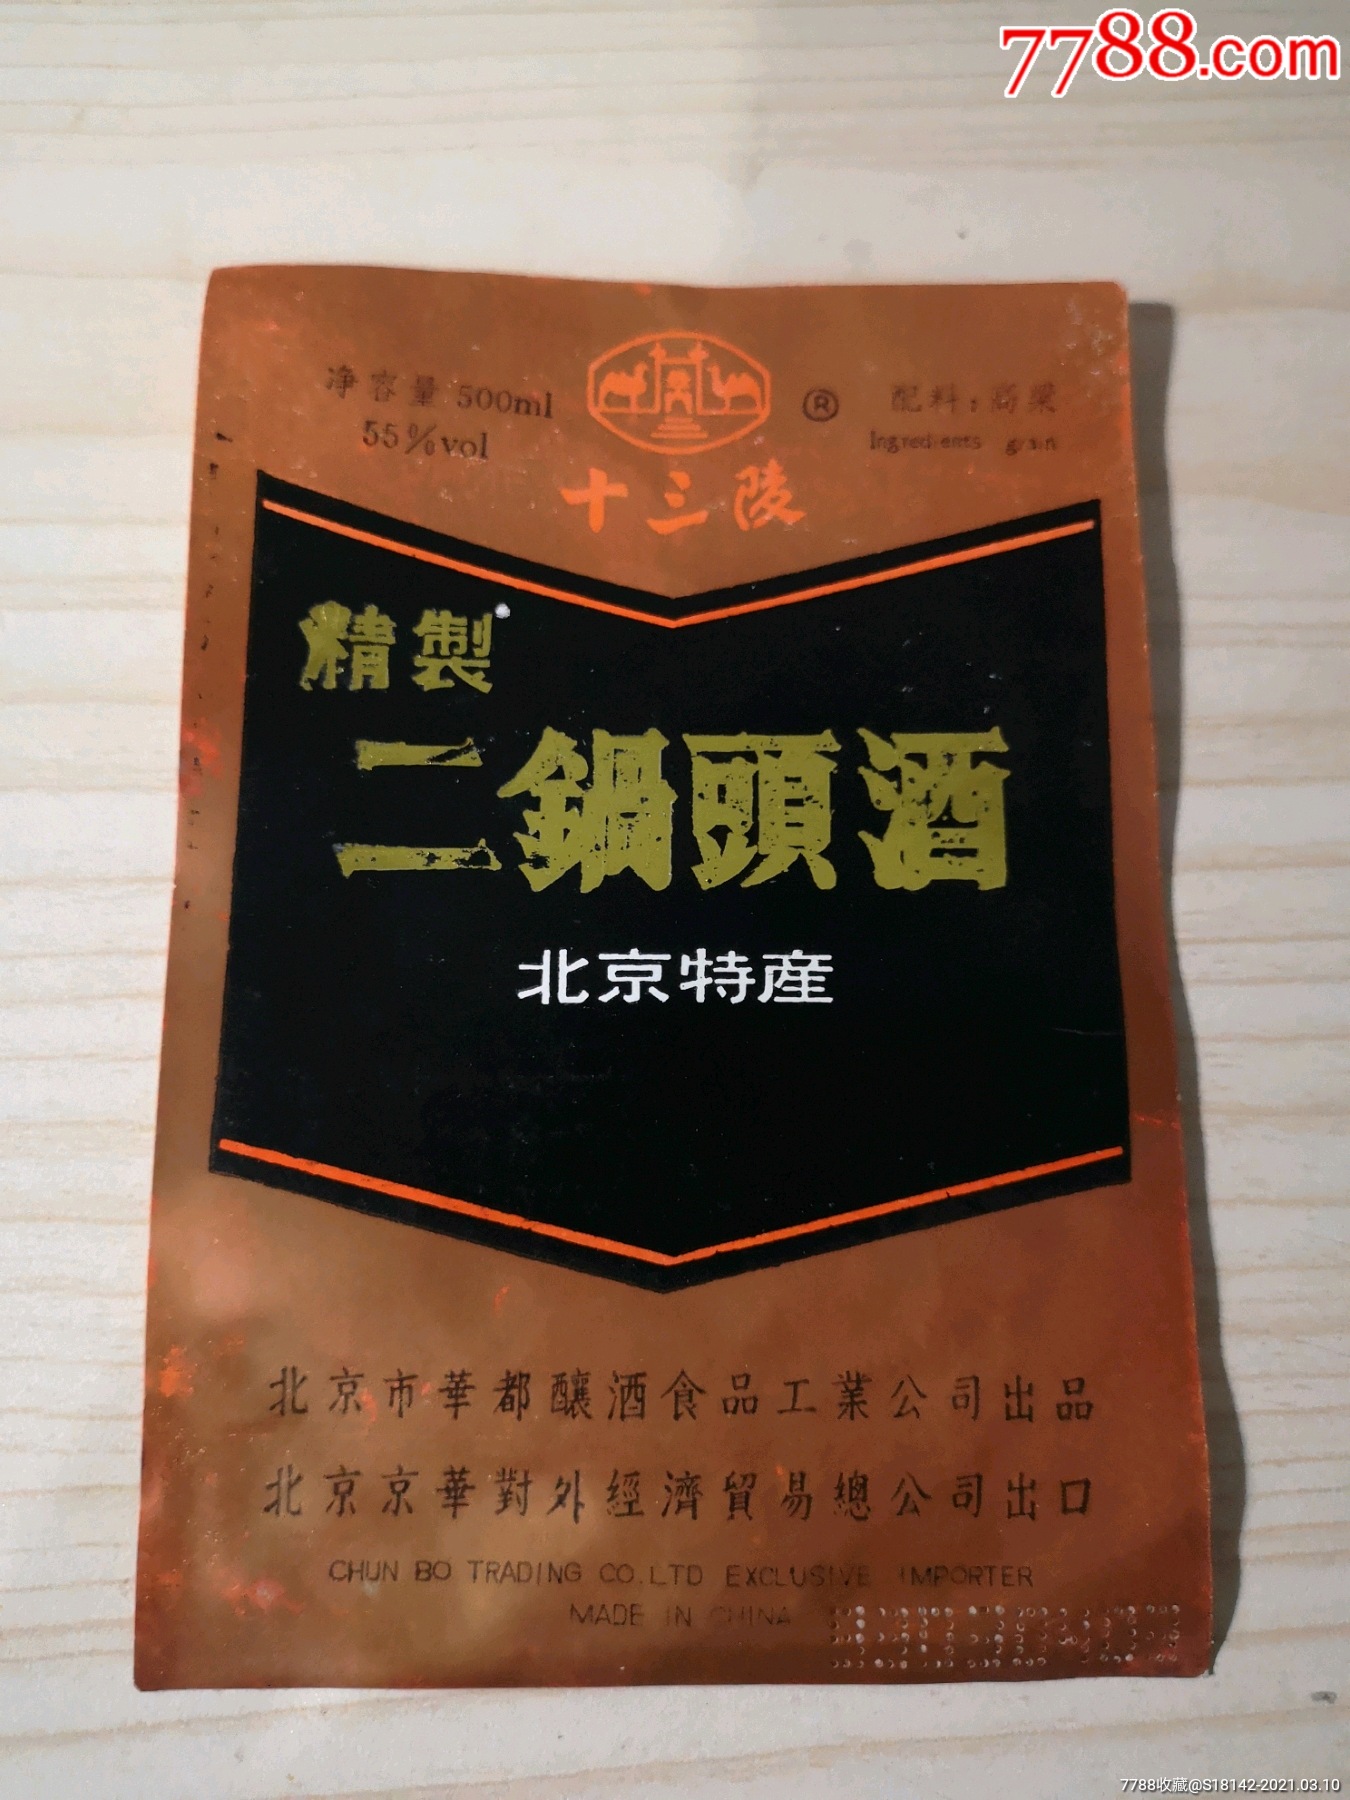 7788.com
净容量 500ml
55%vol
®
配料：高粱
Ingredients grain
十三陵
精製
二鍋頭酒
北京特産
北京市華都釀酒食品工業公司出品
北京京華對外經濟貿易總公司出口
CHUN BO TRADING CO.LTD EXCLUSIVE IMPORTER
MADE IN CHINA
7788收藏@S18142-2021.03.10